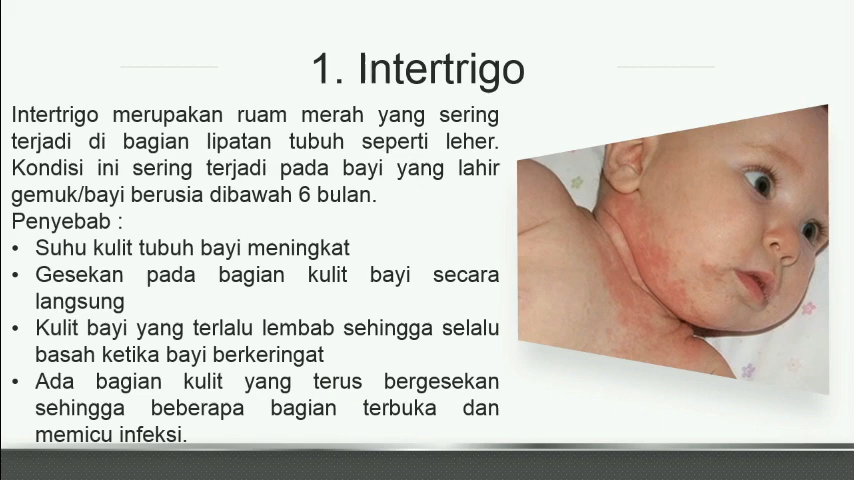 1. Intertrigo
Intertrigo merupakan ruam merah yang sering
terjadi di bagian lipatan tubuh seperti leher.
Kondisi ini sering terjadi pada bayi yang lahir
gemuk/bayi berusia dibawah 6 bulan.
Penyebab :
• Suhu kulit tubuh bayi meningkat
• Gesekan pada bagian kulit bayi secara
langsung
• Kulit bayi yang terlalu lembab sehingga selalu
basah ketika bayi berkeringat
• Ada bagian kulit yang terus bergesekan
sehingga beberapa bagian terbuka dan
memicu infeksi.